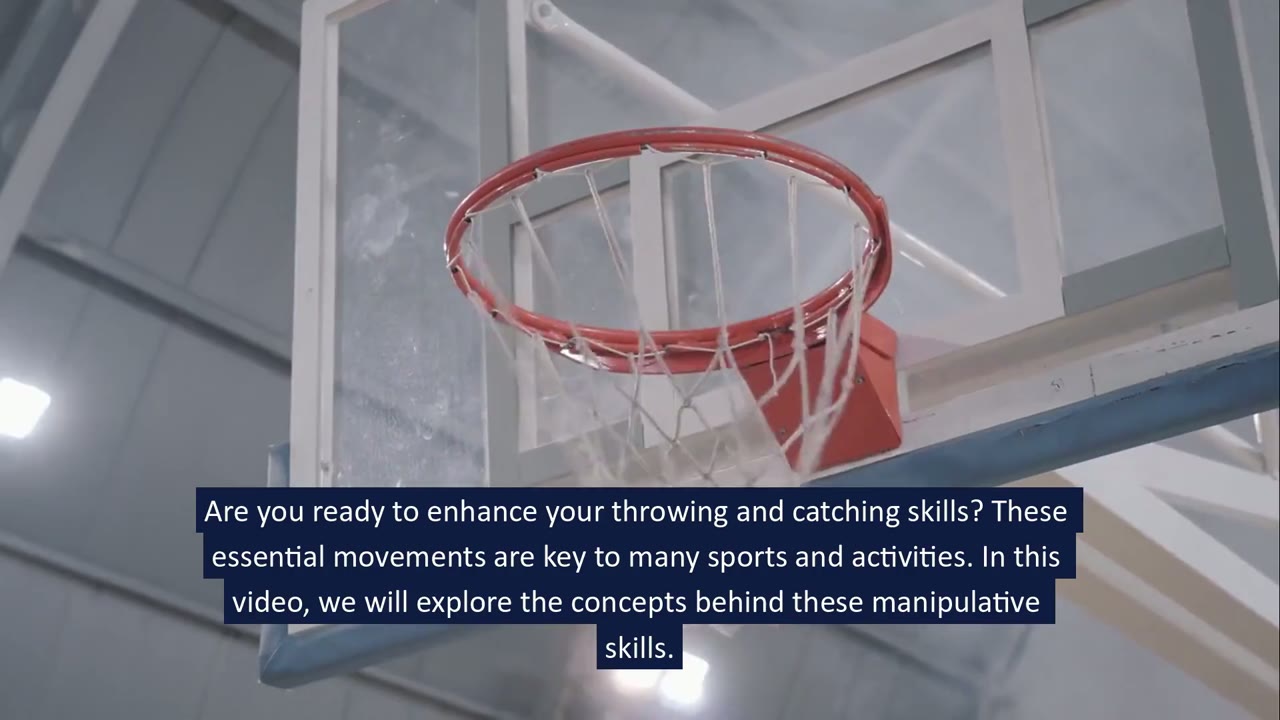 Are you ready to enhance your throwing and catching skills? These
essential movements are key to many sports and activities. In this
video, we will explore the concepts behind these manipulative
skills.